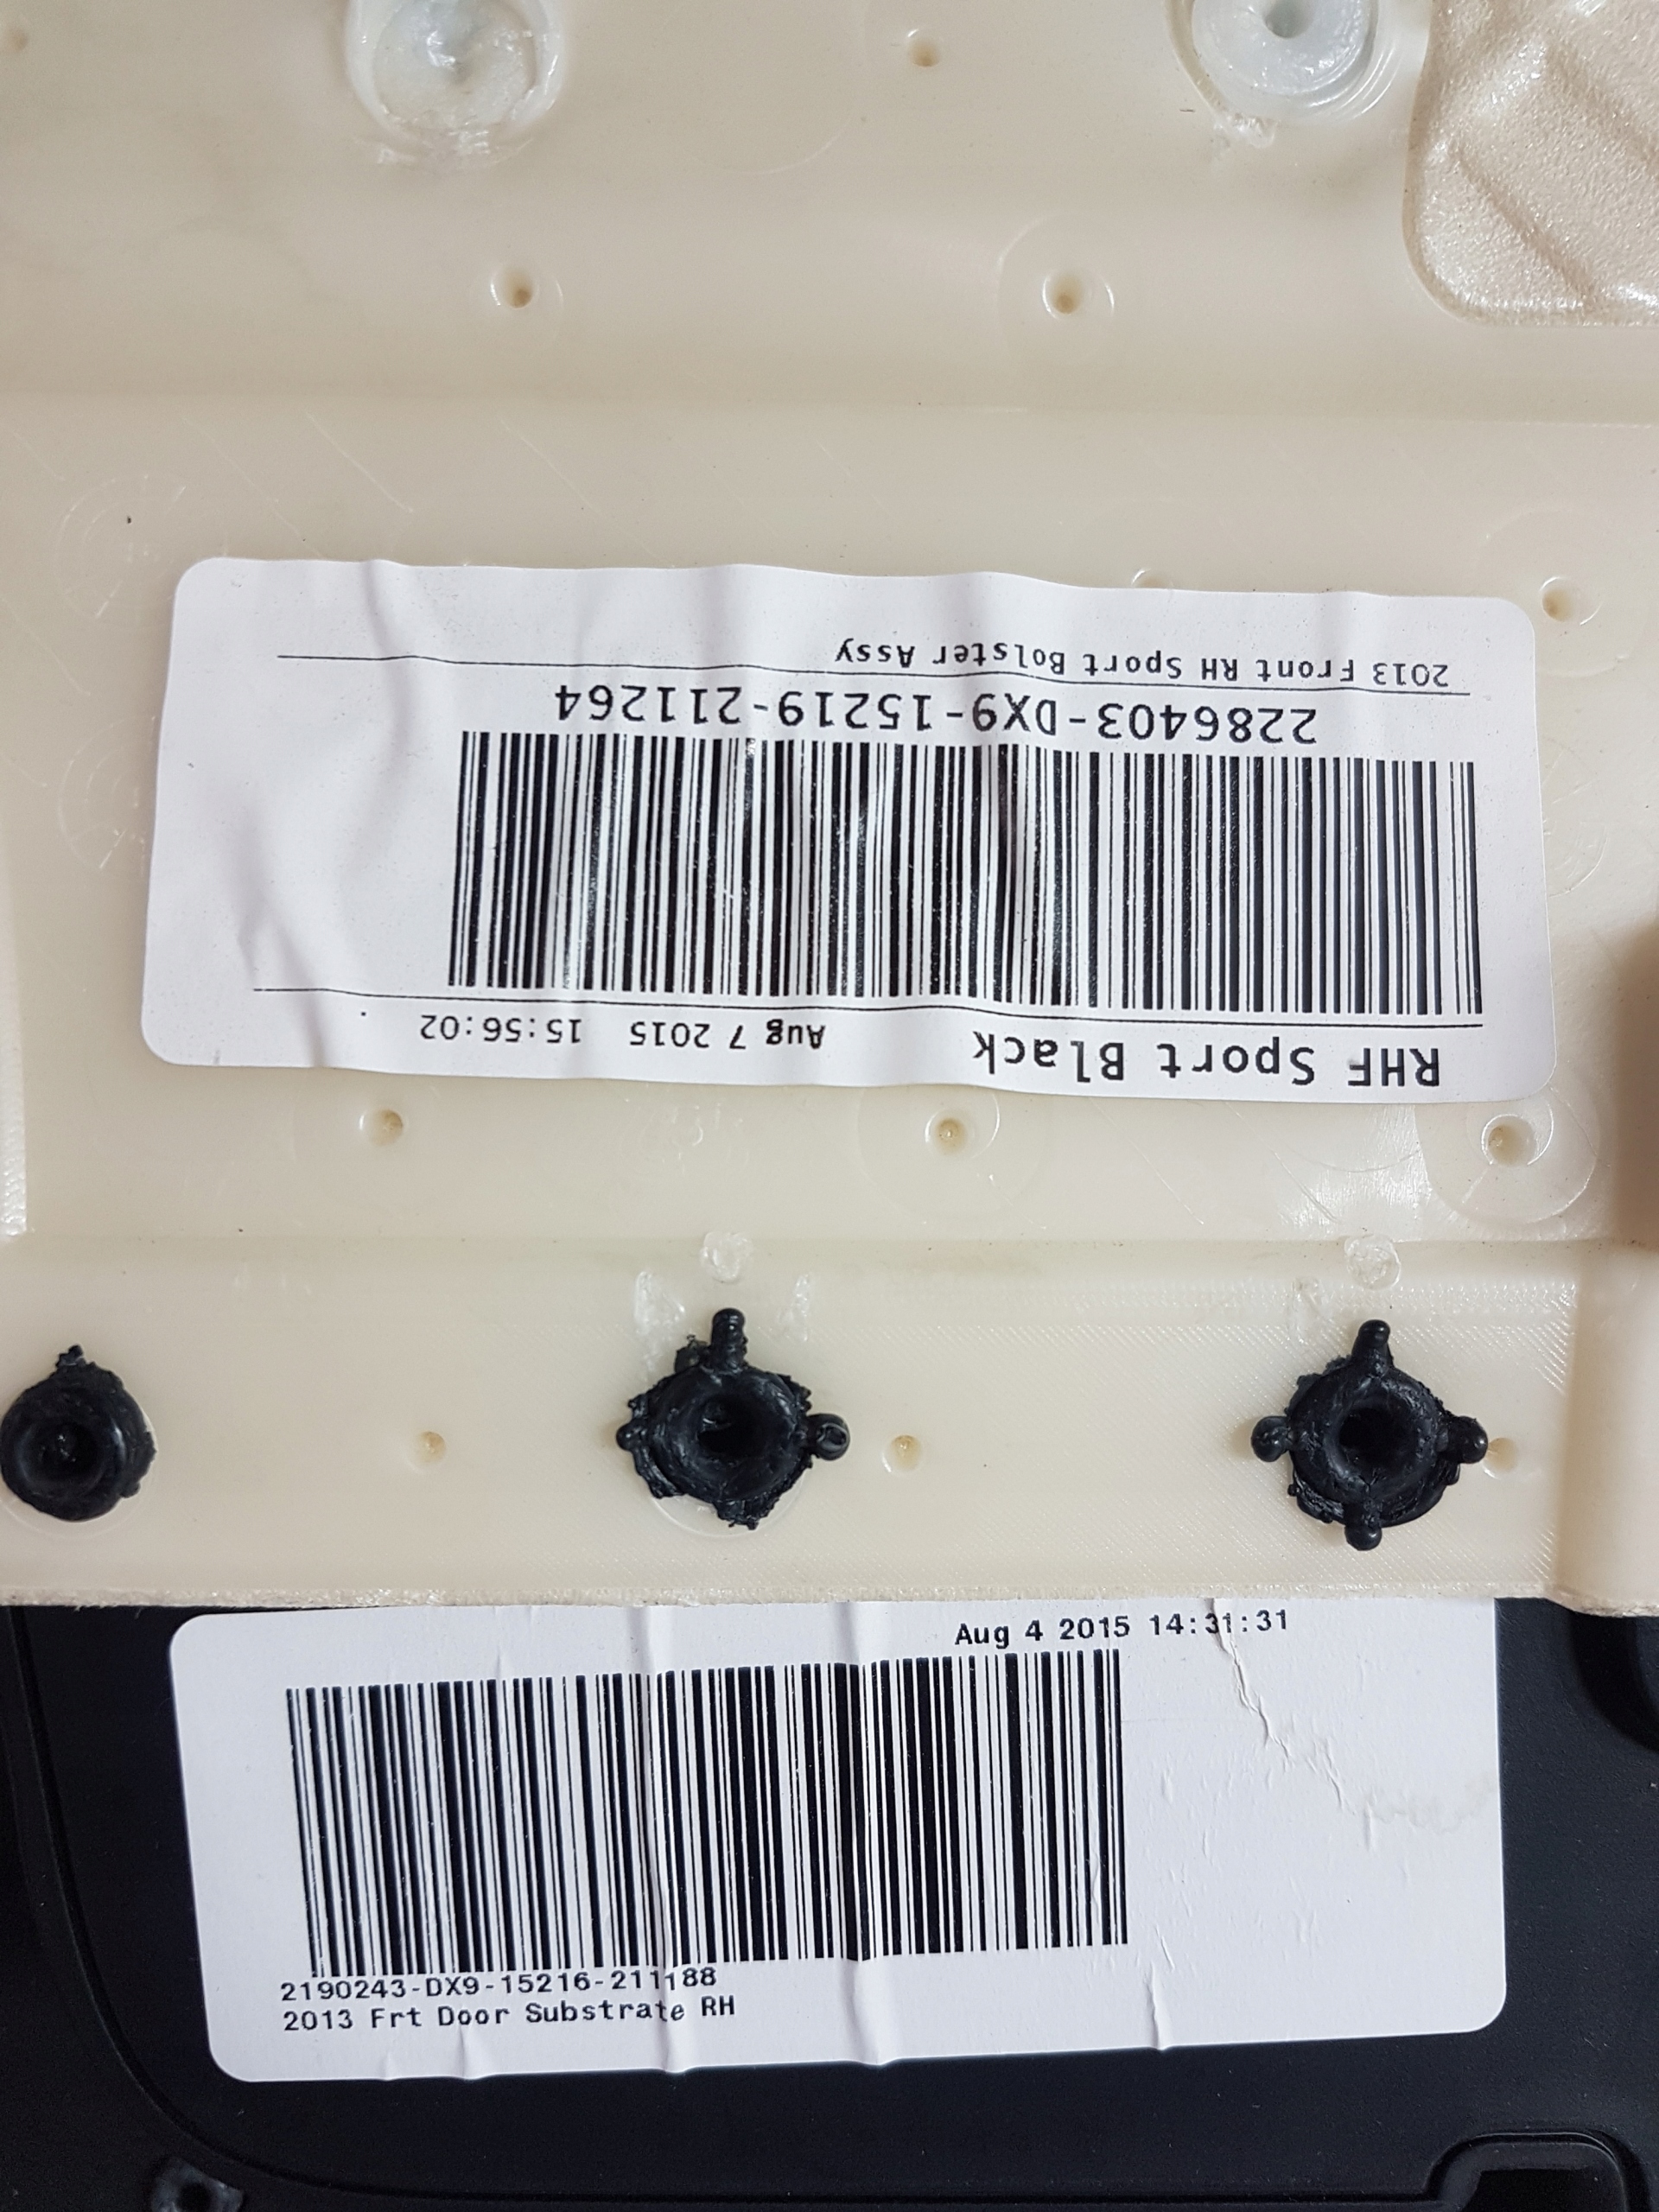 RHF Sport Black Aug 7 2015 15:56:02
2286403-DX9-15219-211264
2013 Front RH Sport Bolster Assy
Aug 4 2015 14:31:31
2190243-DX9-15216-211188
2013 Frt Door Substrate RH